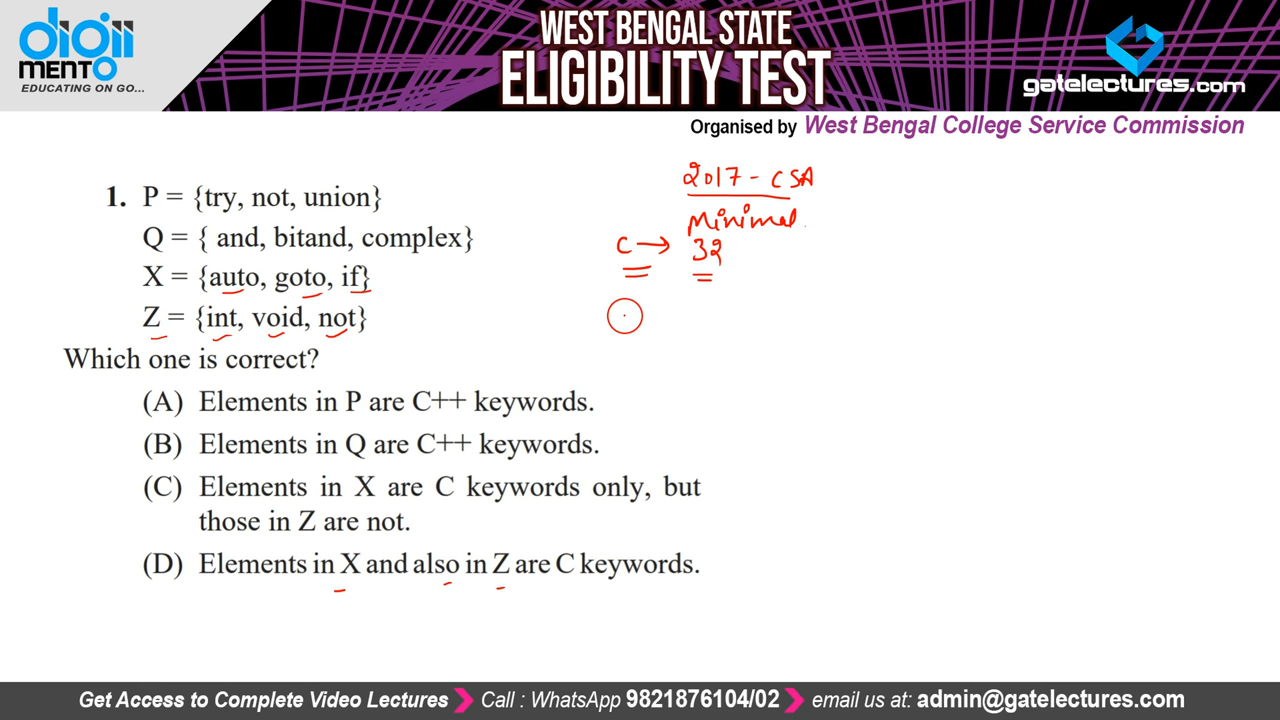 digii
MENTO
EDUCATING ON GO...
WEST BENGAL STATE
ELIGIBILITY TEST
gatelectures.com
Organised by West Bengal College Service Commission
2017 - CSA
Minimal
C → 32
1. P = {try, not, union}
Q = { and, bitand, complex}
X = {auto, goto, if}
Z = {int, void, not}
Which one is correct?
(A) Elements in P are C++ keywords.
(B) Elements in Q are C++ keywords.
(C) Elements in X are C keywords only, but
those in Z are not.
(D) Elements in X and also in Z are C keywords.
Get Access to Complete Video Lectures Call : WhatsApp 9821876104/02 email us at: admin@gatelectures.com